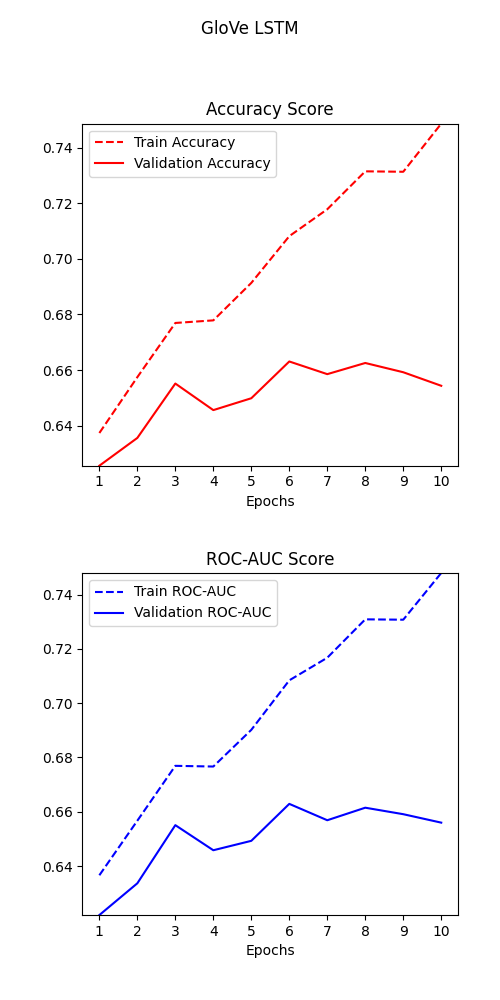 GloVe LSTM
Accuracy Score
Train Accuracy
Validation Accuracy
0.74
0.72
0.70
0.68
0.66
0.64
1 2 3 4 5 6 7 8 9 10
Epochs
ROC-AUC Score
Train ROC-AUC
Validation ROC-AUC
0.74
0.72
0.70
0.68
0.66
0.64
1 2 3 4 5 6 7 8 9 10
Epochs